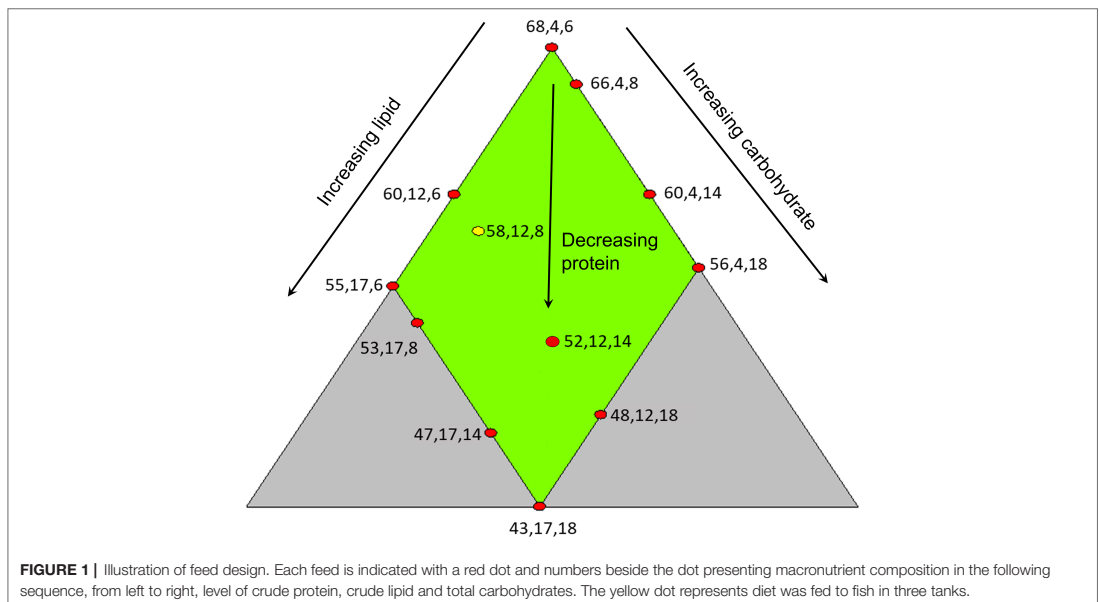 68,4,6
66,4,8
Increasing lipid
Increasing carbohydrate
60,12,6
60,4,14
58,12,8
Decreasing
protein
56,4,18
55,17,6
53,17,8
52,12,14
48,12,18
47,17,14
43,17,18
FIGURE 1 | Illustration of feed design. Each feed is indicated with a red dot and numbers beside the dot presenting macronutrient composition in the following
sequence, from left to right, level of crude protein, crude lipid and total carbohydrates. The yellow dot represents diet was fed to fish in three tanks.